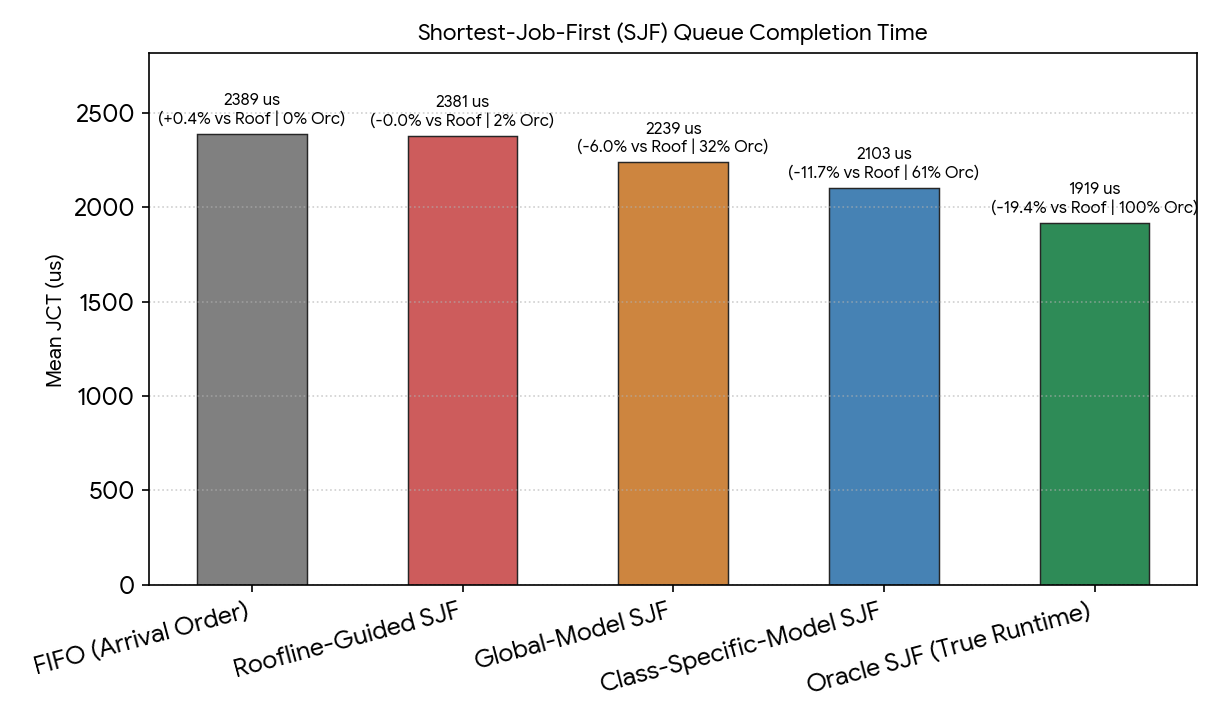 Shortest-Job-First (SJF) Queue Completion Time
2389 us
(+0.4% vs Roof | 0% Orc)
2381 us
(-0.0% vs Roof | 2% Orc)
2239 us
(-6.0% vs Roof | 32% Orc)
2103 us
(-11.7% vs Roof | 61% Orc)
1919 us
(-19.4% vs Roof | 100% Orc)
Mean JCT (us)
2500
2000
1500
1000
500
0
FIFO (Arrival Order)
Roofline-Guided SJF
Global-Model SJF
Class-Specific-Model SJF
Oracle SJF (True Runtime)